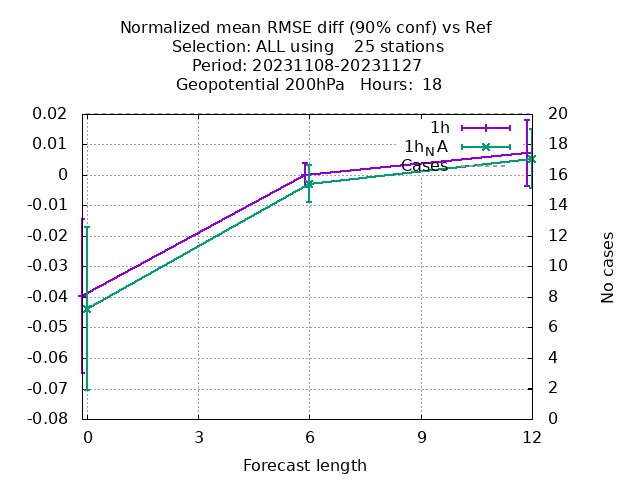 Normalized mean RMSE diff (90% conf) vs Ref
Selection: ALL using    25 stations
Period: 20231108-20231127
Geopotential 200hPa   Hours:  18
0.02
0.01
0
-0.01
-0.02
-0.03
-0.04
-0.05
-0.06
-0.07
-0.08
1h
1hNA
Cases
20
18
16
14
12
10
8
6
4
2
0
No cases
0 3 6 9 12
Forecast length